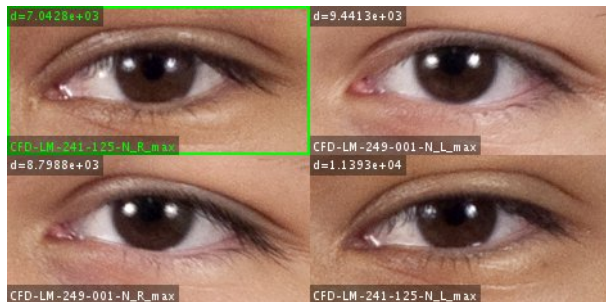 d=7.0428e+03
d=9.4413e+03
CFD-LM-241-125-N_R_max
CFD-LM-249-001-N_L_max
d=8.7988e+03
d=1.1393e+04
CFD-LM-249-001-N_R_max
CFD-LM-241-125-N_L_max